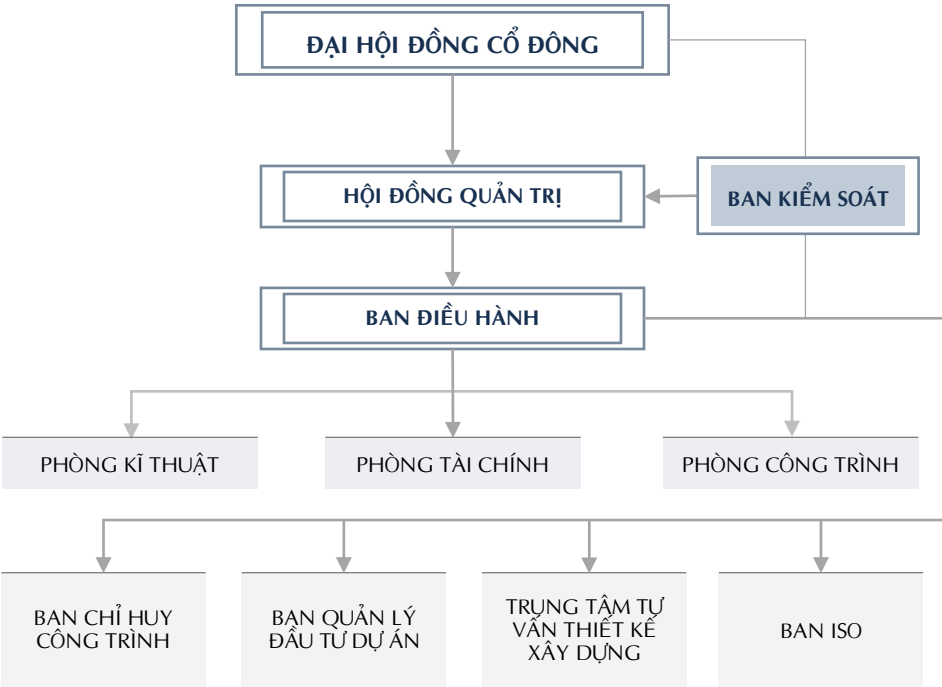 ĐẠI HỘI ĐỒNG CỔ ĐÔNG
HỘI ĐỒNG QUẢN TRỊ
BAN KIỂM SOÁT
BAN ĐIỀU HÀNH
PHÒNG KĨ THUẬT
PHÒNG TÀI CHÍNH
PHÒNG CÔNG TRÌNH
BAN CHỈ HUY
CÔNG TRÌNH
BAN QUẢN LÝ
ĐẦU TƯ DỰ ÁN
TRUNG TÂM TƯ
VẤN THIẾT KẾ
XÂY DỰNG
BAN ISO